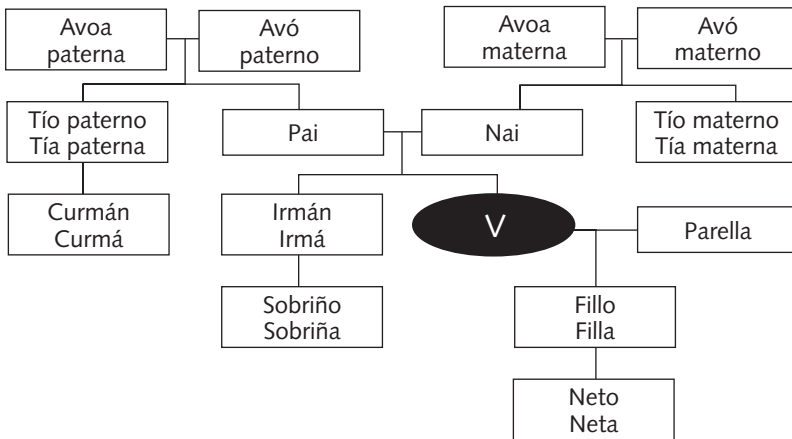 Avoa
paterna
Avó
paterno
Avoa
materna
Avó
materno
Tío paterno
Tía paterna
Pai
Nai
Tío materno
Tía materna
Curmán
Curmá
Irmán
Irmá
V
Parella
Sobriño
Sobriña
Fillo
Filla
Neto
Neta